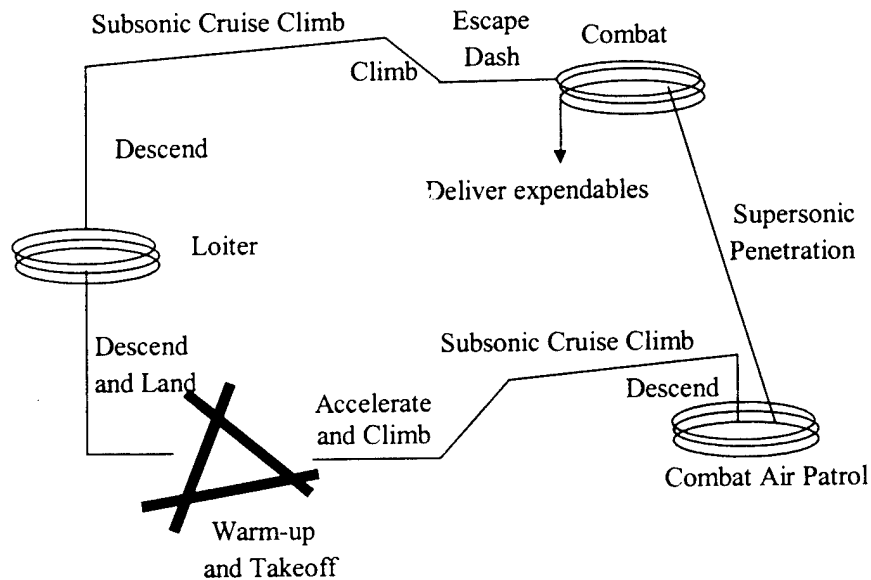 Subsonic Cruise Climb
Escape
Dash
Combat
Climb
Descend
Deliver expendables
Supersonic
Penetration
Loiter
Subsonic Cruise Climb
Descend
and Land
Accelerate
and Climb
Descend
Combat Air Patrol
Warm-up
and Takeoff